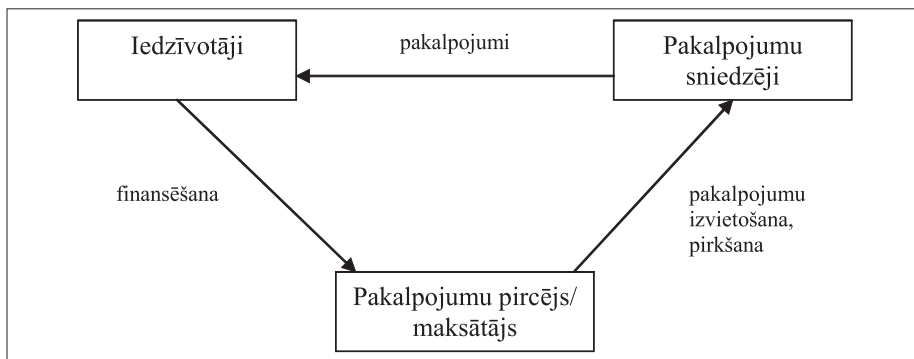 Iedzīvotāji
pakalpojumi
Pakalpojumu
sniedzēji
finansēšana
pakalpojumu
izvietošana,
pirkšana
Pakalpojumu pircējs/
maksātājs